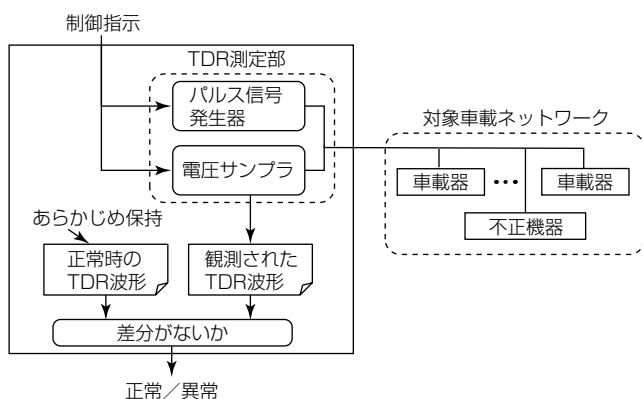 制御指示
TDR測定部
パルス信号
発生器
電圧サンプラ
対象車載ネットワーク
車載器
•••
車載器
不正機器
あらかじめ保持
正常時の
TDR波形
観測された
TDR波形
差分がないか
正常／異常